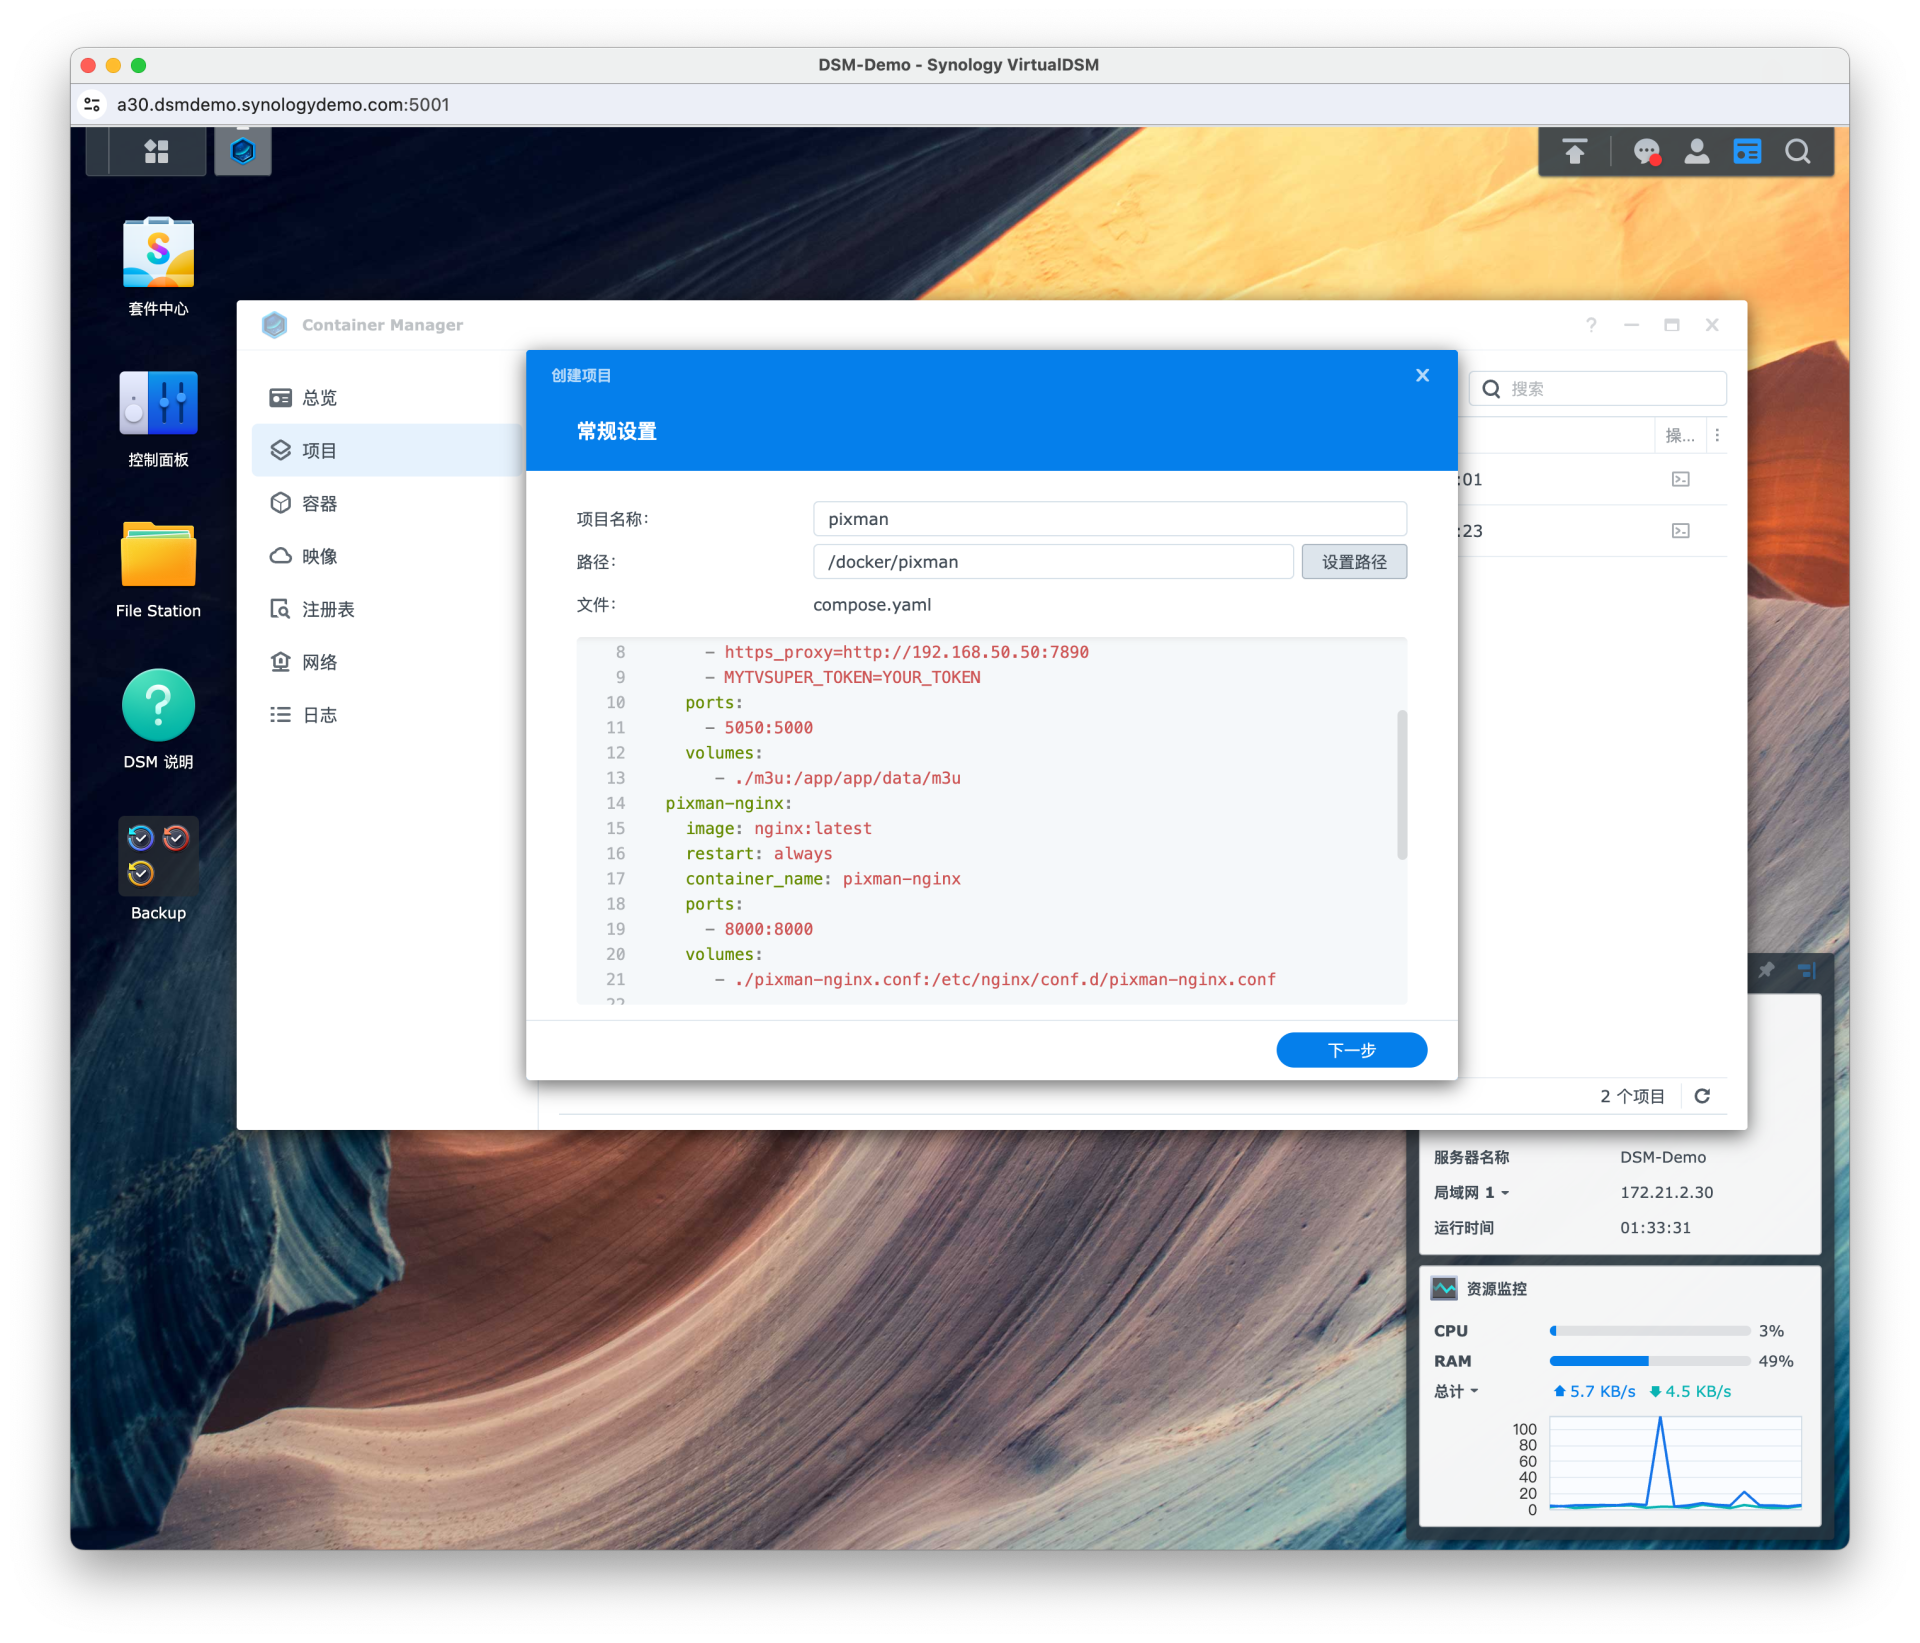 DSM-Demo - Synology VirtualDSM
a30.dsmdemo.synologydemo.com:5001
套件中心
控制面板
File Station
DSM 说明
Backup
Container Manager
总览
项目
容器
映像
注册表
网络
日志
搜索
操...
:01
:23
2 个项目
创建项目
常规设置
项目名称:
pixman
路径:
/docker/pixman
设置路径
文件:
compose.yaml
8 - https_proxy=http://192.168.50.50:7890
9 - MYTVSUPER_TOKEN=YOUR_TOKEN
10 ports:
11 - 5050:5000
12 volumes:
13 - ./m3u:/app/app/data/m3u
14 pixman-nginx:
15 image: nginx:latest
16 restart: always
17 container_name: pixman-nginx
18 ports:
19 - 8000:8000
20 volumes:
21 - ./pixman-nginx.conf:/etc/nginx/conf.d/pixman-nginx.conf
22
下一步
服务器名称 DSM-Demo
局域网 1 172.21.2.30
运行时间 01:33:31
资源监控
CPU 3%
RAM 49%
总计 5.7 KB/s 4.5 KB/s
100
80
60
40
20
0